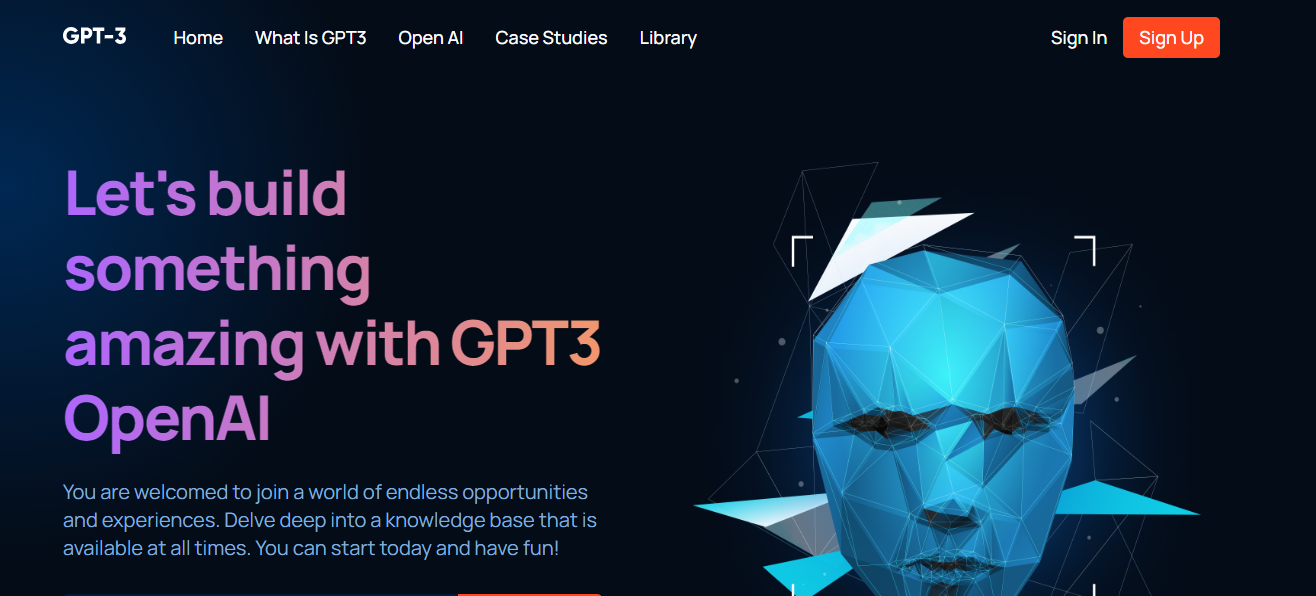 GPT-3
Home
What Is GPT3
Open AI
Case Studies
Library
Sign In
Sign Up
Let's build
something
amazing with GPT3
OpenAI
You are welcomed to join a world of endless opportunities
and experiences. Delve deep into a knowledge base that is
available at all times. You can start today and have fun!